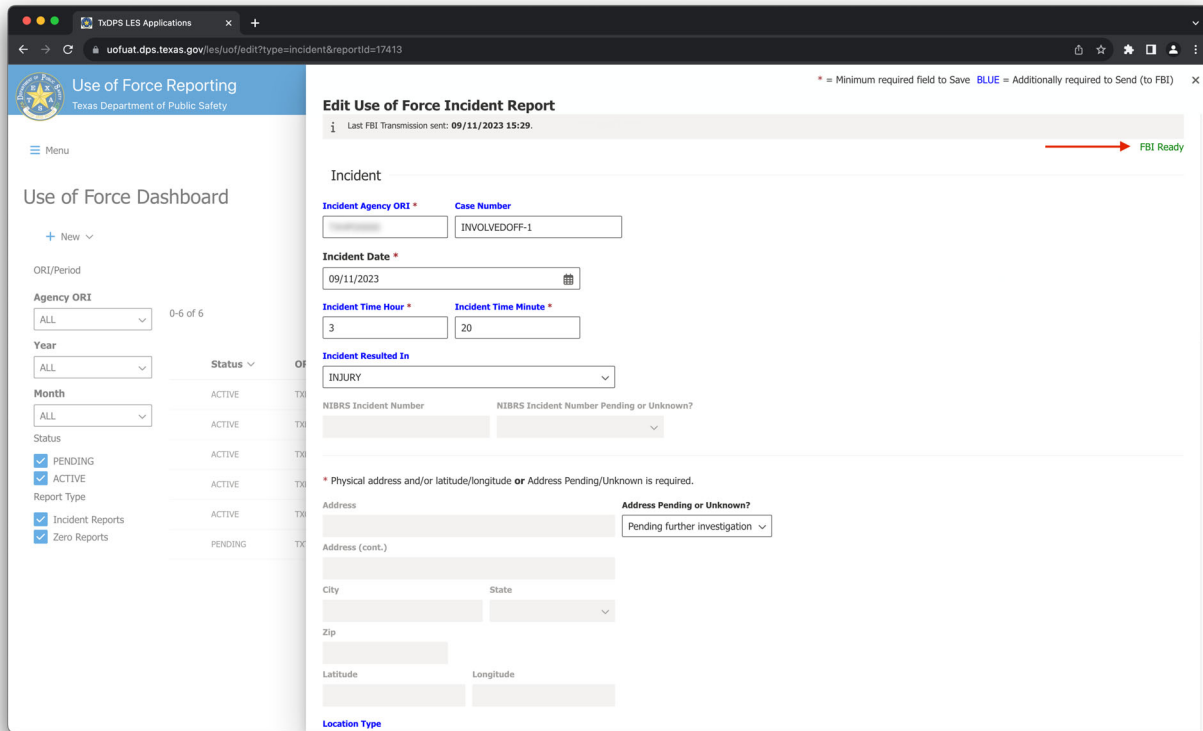 TxDPS LES Applications
uofuat.dps.texas.gov/les/uof/edit?type=incident&reportId=17413
Use of Force Reporting
Texas Department of Public Safety
Menu
Use of Force Dashboard
New
ORI/Period
Agency ORI
ALL
0-6 of 6
Year
ALL
Status
Month
ACTIVE
ALL
ACTIVE
Status
PENDING
ACTIVE
ACTIVE
ACTIVE
Report Type
Incident Reports
ACTIVE
Zero Reports
PENDING
* = Minimum required field to Save BLUE = Additionally required to Send (to FBI)
Edit Use of Force Incident Report
i Last FBI Transmission sent: 09/11/2023 15:29.
FBI Ready
Incident
Incident Agency ORI * Case Number
INVOLVEDOFF-1
Incident Date *
09/11/2023
Incident Time Hour * Incident Time Minute *
3 20
Incident Resulted In
INJURY
NIBRS Incident Number NIBRS Incident Number Pending or Unknown?
* Physical address and/or latitude/longitude or Address Pending/Unknown is required.
Address Address Pending or Unknown?
Pending further investigation
Address (cont.)
City State
Zip
Latitude Longitude
Location Type